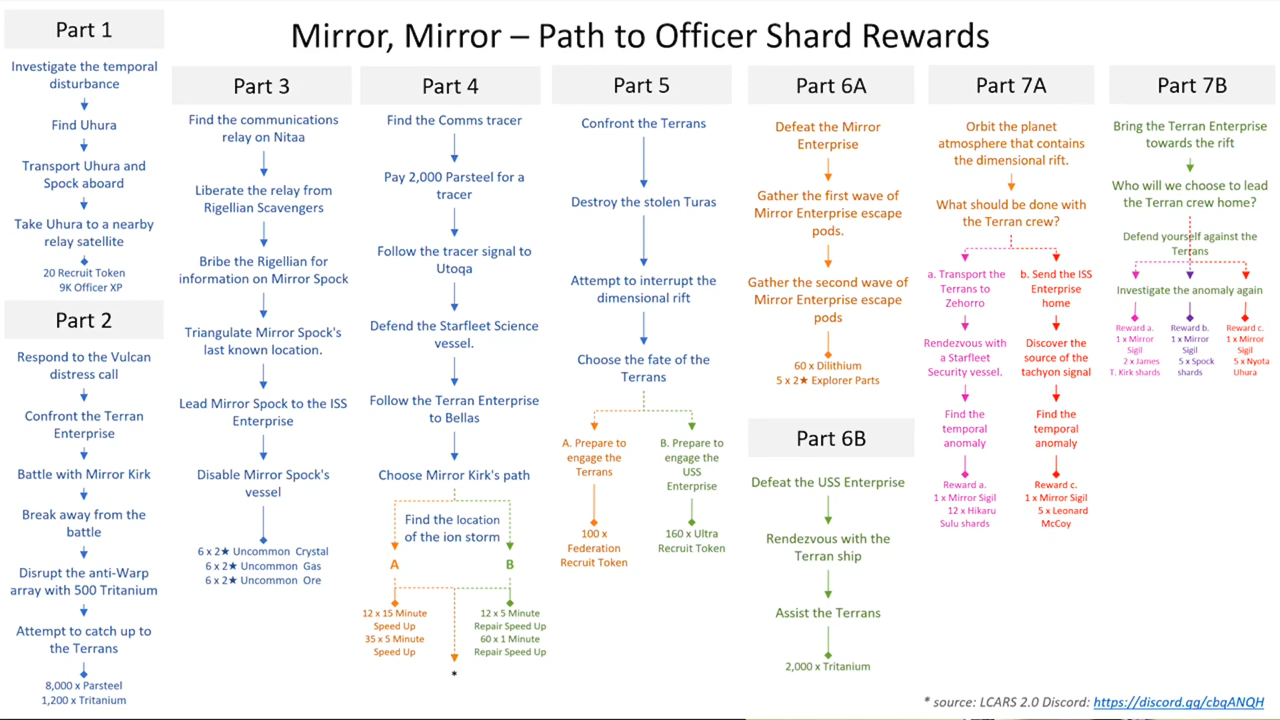 Mirror, Mirror – Path to Officer Shard Rewards
Part 1
Investigate the temporal
disturbance
Find Uhura
Transport Uhura and
Spock aboard
Take Uhura to a nearby
relay satellite
20 Recruit Token
9K Officer XP
Part 2
Respond to the Vulcan
distress call
Confront the Terran
Enterprise
Battle with Mirror Kirk
Break away from the
battle
Disrupt the anti-Warp
array with 500 Tritanium
Attempt to catch up to
the Terrans
8,000 x Parsteel
1,200 x Tritanium
Part 3
Find the communications
relay on Nitaa
Liberate the relay from
Rigellian Scavengers
Bribe the Rigellian for
information on Mirror Spock
Triangulate Mirror Spock's
last known location.
Lead Mirror Spock to the ISS
Enterprise
Disable Mirror Spock's
vessel
6 x 2★ Uncommon Crystal
6 x 2★ Uncommon Gas
6 x 2★ Uncommon Ore
Part 4
Find the Comms tracer
Pay 2,000 Parsteel for a
tracer
Follow the tracer signal to
Utoqa
Defend the Starfleet Science
vessel.
Follow the Terran Enterprise
to Bellas
Choose Mirror Kirk's path
Find the location
of the ion storm
A
B
12 x 15 Minute
Speed Up
35 x 5 Minute
Speed Up
12 x 5 Minute
Repair Speed Up
60 x 1 Minute
Repair Speed Up
*
Part 5
Confront the Terrans
Destroy the stolen Turas
Attempt to interrupt the
dimensional rift
Choose the fate of the
Terrans
A. Prepare to
engage the
Terrans
100 x
Federation
Recruit Token
B. Prepare to
engage the
USS
Enterprise
160 x Ultra
Recruit Token
Part 6A
Defeat the Mirror
Enterprise
Gather the first wave of
Mirror Enterprise escape
pods.
Gather the second wave of
Mirror Enterprise escape
pods
60 x Dilithium
5 x 2★ Explorer Parts
Part 6B
Defeat the USS Enterprise
Rendezvous with the
Terran ship
Assist the Terrans
2,000 x Tritanium
Part 7A
Orbit the planet
atmosphere that contains
the dimensional rift.
What should be done with
the Terran crew?
a. Transport the
Terrans to
Zehorro
Rendezvous with
a Starfleet
Security vessel.
Find the
temporal
anomaly
Reward a.
1 x Mirror Sigil
12 x Hikaru
Sulu shards
b. Send the ISS
Enterprise
home
Discover the
source of the
tachyon signal
Find the
temporal
anomaly
Reward c.
1 x Mirror Sigil
5 x Leonard
McCoy
Part 7B
Bring the Terran Enterprise
towards the rift
Who will we choose to lead
the Terran crew home?
Defend yourself against the
Terrans
Investigate the anomaly again
Reward a.
1 x Mirror
Sigil
2 x James
T. Kirk shards
Reward b.
1 x Mirror
Sigil
5 x Spock
shards
Reward c.
1 x Mirror
Sigil
5 x Nyota
Uhura
* source: LCARS 2.0 Discord: https://discord.gg/cbqANQH